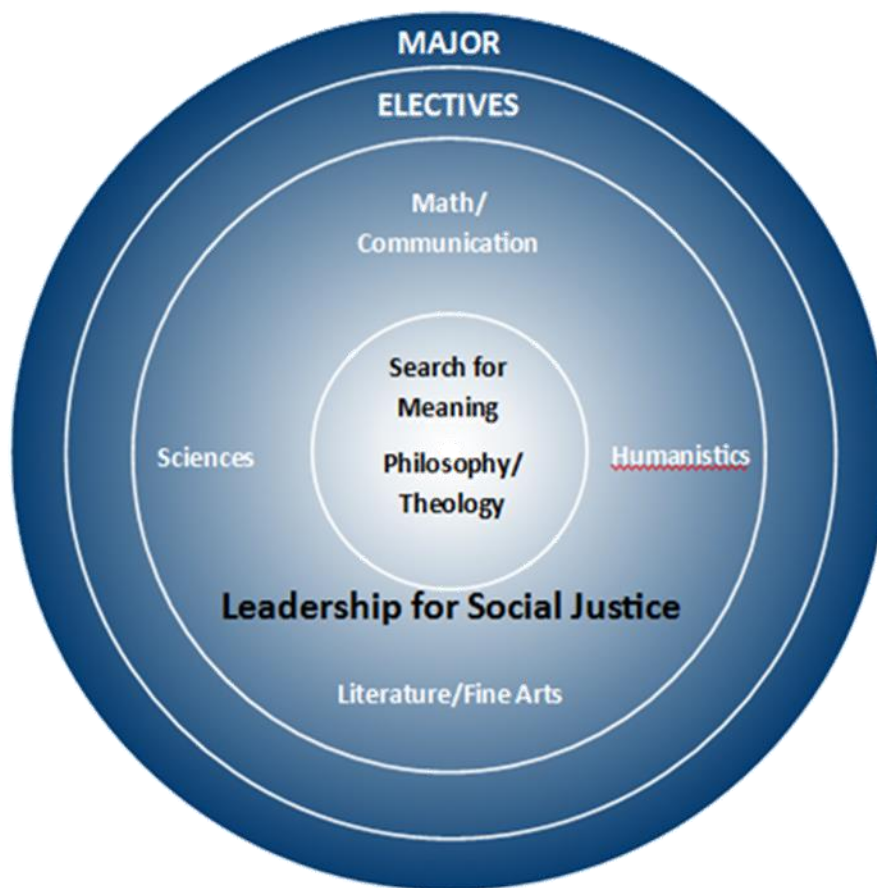 MAJOR
ELECTIVES
Math/
Communication
Search for
Meaning
Philosophy/
Theology
Sciences
Humanistics
Leadership for Social Justice
Literature/Fine Arts